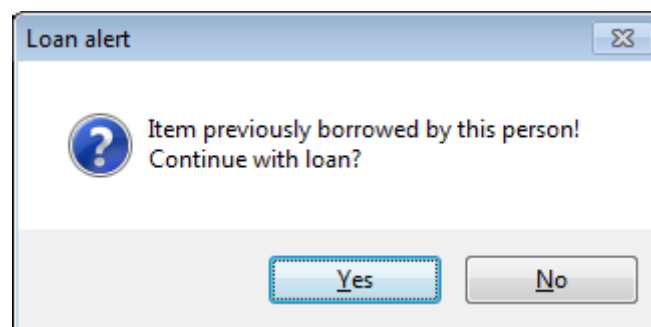 Loan alert
Item previously borrowed by this person!
Continue with loan?
Yes
No